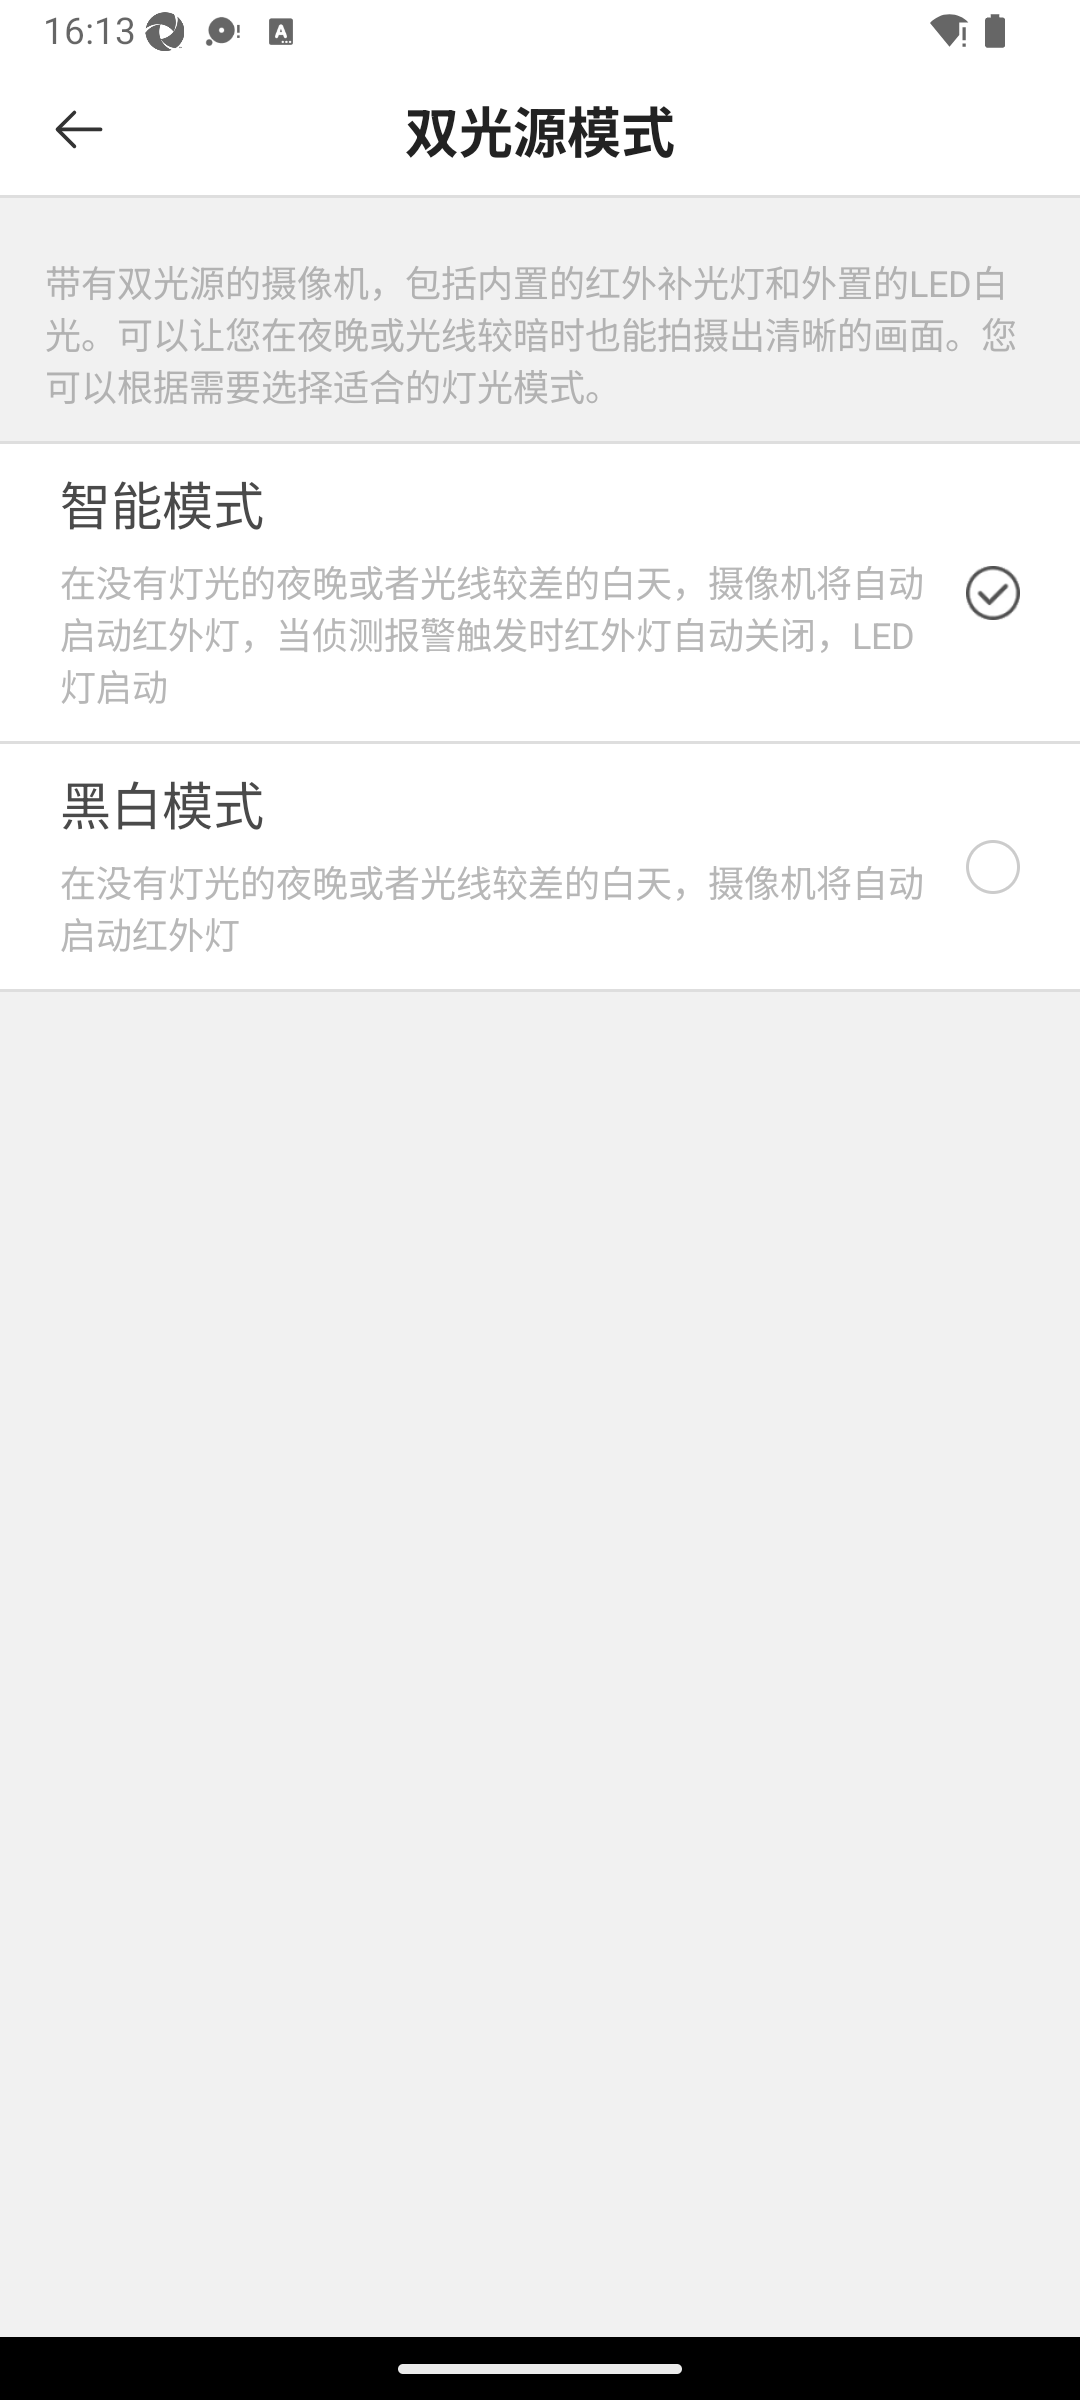 16:13
双光源模式
带有双光源的摄像机，包括内置的红外补光灯和外置的LED白
光。可以让您在夜晚或光线较暗时也能拍摄出清晰的画面。您
可以根据需要选择适合的灯光模式。
智能模式
在没有灯光的夜晚或者光线较差的白天，摄像机将自动
启动红外灯，当侦测报警触发时红外灯自动关闭，LED
灯启动
黑白模式
在没有灯光的夜晚或者光线较差的白天，摄像机将自动
启动红外灯